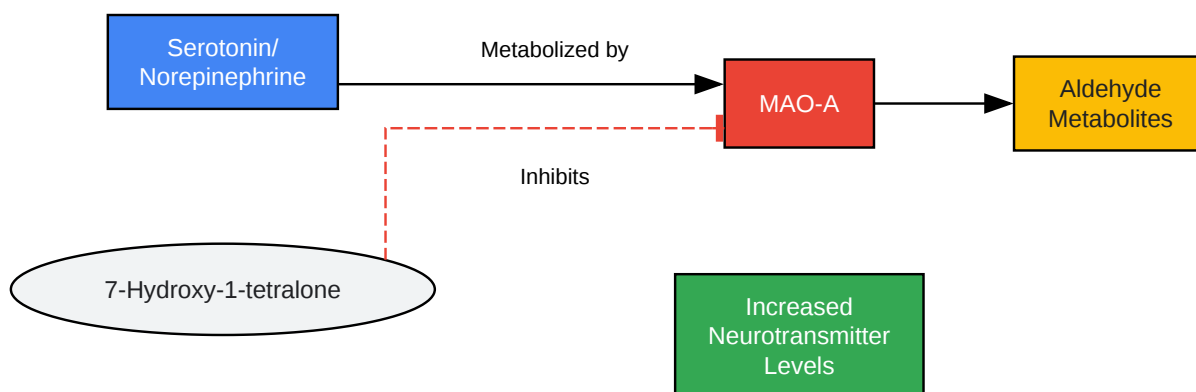 Serotonin/
Norepinephrine
Metabolized by
MAO-A
Aldehyde
Metabolites
Inhibits
7-Hydroxy-1-tetralone
Increased
Neurotransmitter
Levels